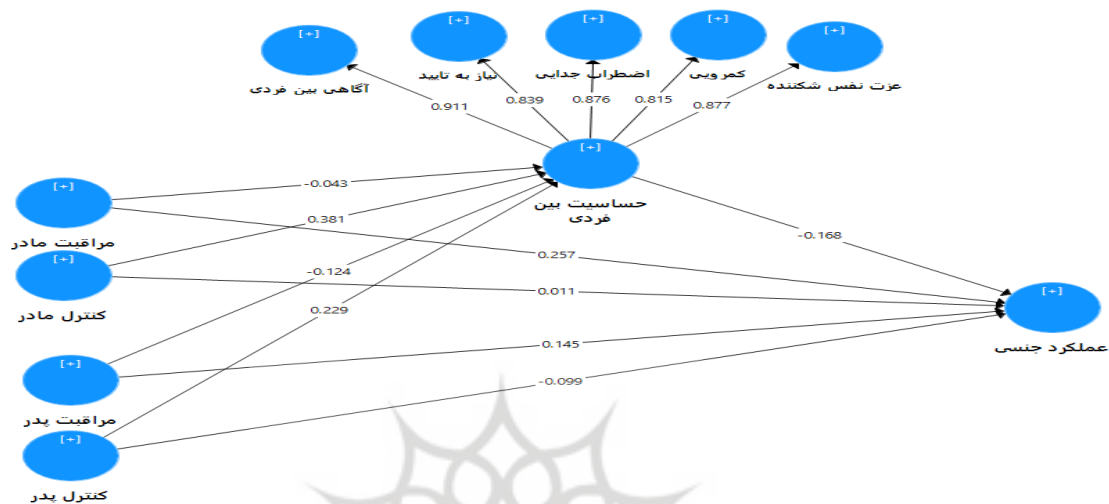 [+]
[+]
[+]
[+]
[+]
آگاهی بین فردی
نیاز به تایید
اضطراب جدایی
کمرویی
عزت نفس شکننده
0.911
0.839
0.876
0.815
0.877
[+]
حساسیت بین
فردی
[+]
مراقبت مادر
[+]
کنترل مادر
[+]
مراقبت پدر
[+]
کنترل پدر
-0.043
0.381
-0.124
0.229
-0.168
0.257
0.011
0.145
-0.099
[+]
عملکرد جنسی